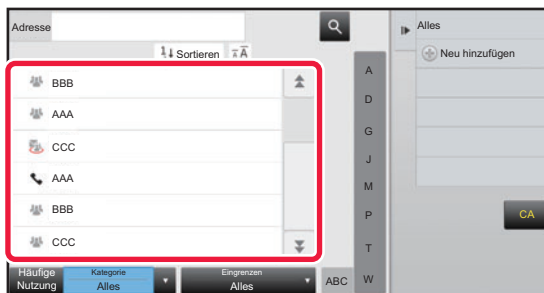 Adresse
Sortieren
BBB
AAA
CCC
AAA
BBB
CCC
A
D
G
J
M
P
T
W
Häufige
Nutzung
Kategorie
Alles
Eingrenzen
Alles
ABC
Alles
Neu hinzufügen
CA